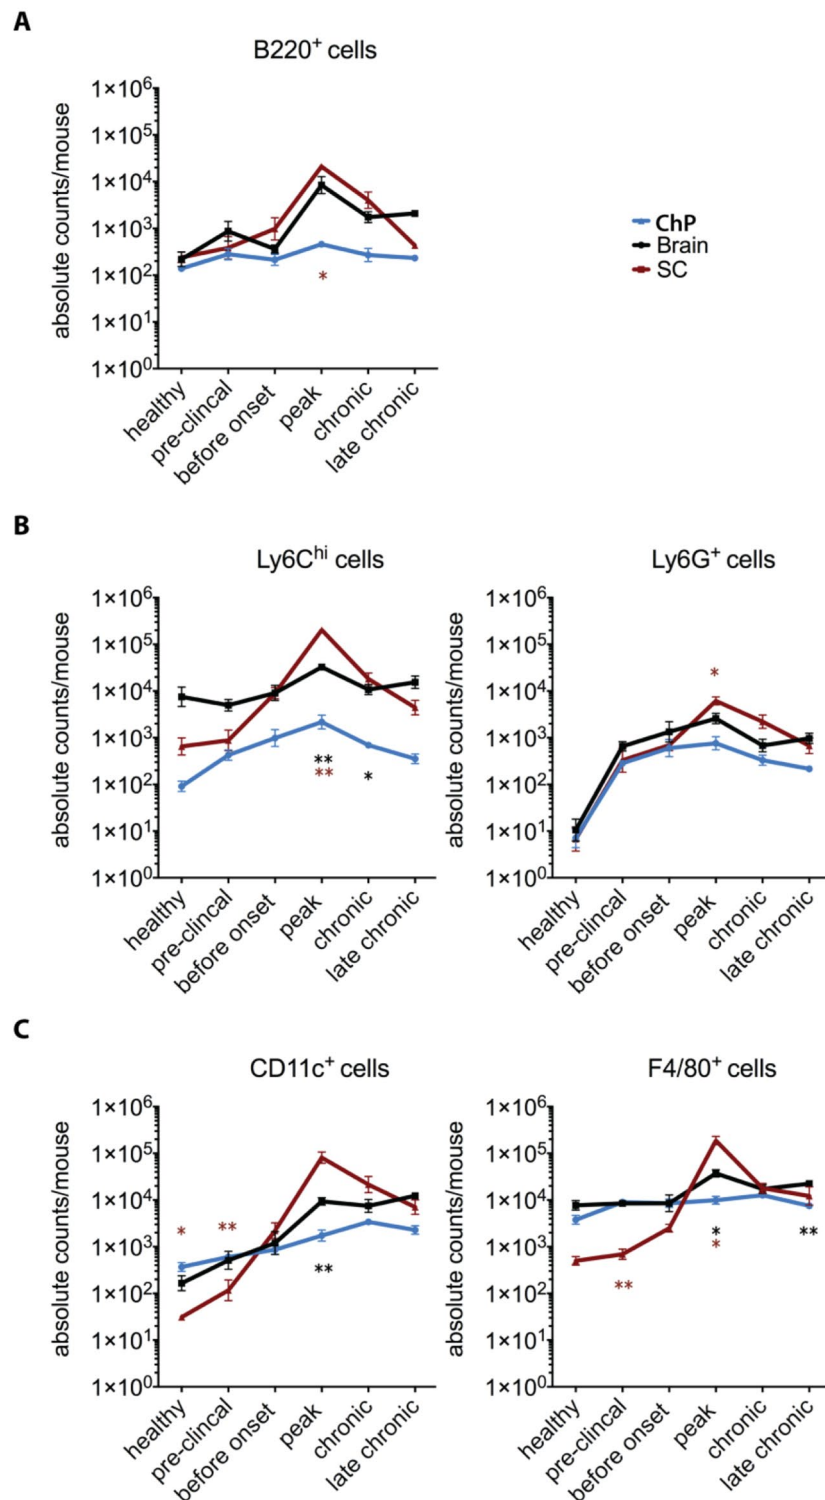 A
B220⁺ cells
absolute counts/mouse
1×10⁶
1×10⁵
1×10⁴
1×10³
1×10²
1×10¹
1×10⁰
*
healthy
pre-clincal
before onset
peak
chronic
late chronic
ChP
Brain
SC
B
Ly6Cʰⁱ cells
absolute counts/mouse
1×10⁶
1×10⁵
1×10⁴
1×10³
1×10²
1×10¹
1×10⁰
**
**
*
healthy
pre-clincal
before onset
peak
chronic
late chronic
Ly6G⁺ cells
absolute counts/mouse
1×10⁶
1×10⁵
1×10⁴
1×10³
1×10²
1×10¹
1×10⁰
*
healthy
pre-clincal
before onset
peak
chronic
late chronic
C
CD11c⁺ cells
absolute counts/mouse
1×10⁶
1×10⁵
1×10⁴
1×10³
1×10²
1×10¹
1×10⁰
* **
**
healthy
pre-clincal
before onset
peak
chronic
late chronic
F4/80⁺ cells
absolute counts/mouse
1×10⁶
1×10⁵
1×10⁴
1×10³
1×10²
1×10¹
1×10⁰
* **
*
**
healthy
pre-clincal
before onset
peak
chronic
late chronic